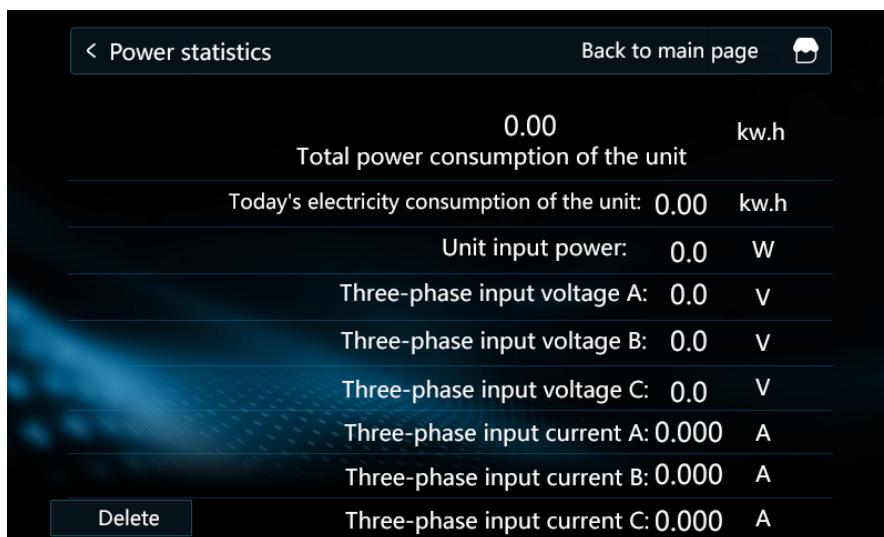 < Power statistics Back to main page
0.00 kw.h
Total power consumption of the unit
Today's electricity consumption of the unit: 0.00 kw.h
Unit input power: 0.0 W
Three-phase input voltage A: 0.0 V
Three-phase input voltage B: 0.0 V
Three-phase input voltage C: 0.0 V
Three-phase input current A: 0.000 A
Three-phase input current B: 0.000 A
Delete Three-phase input current C: 0.000 A